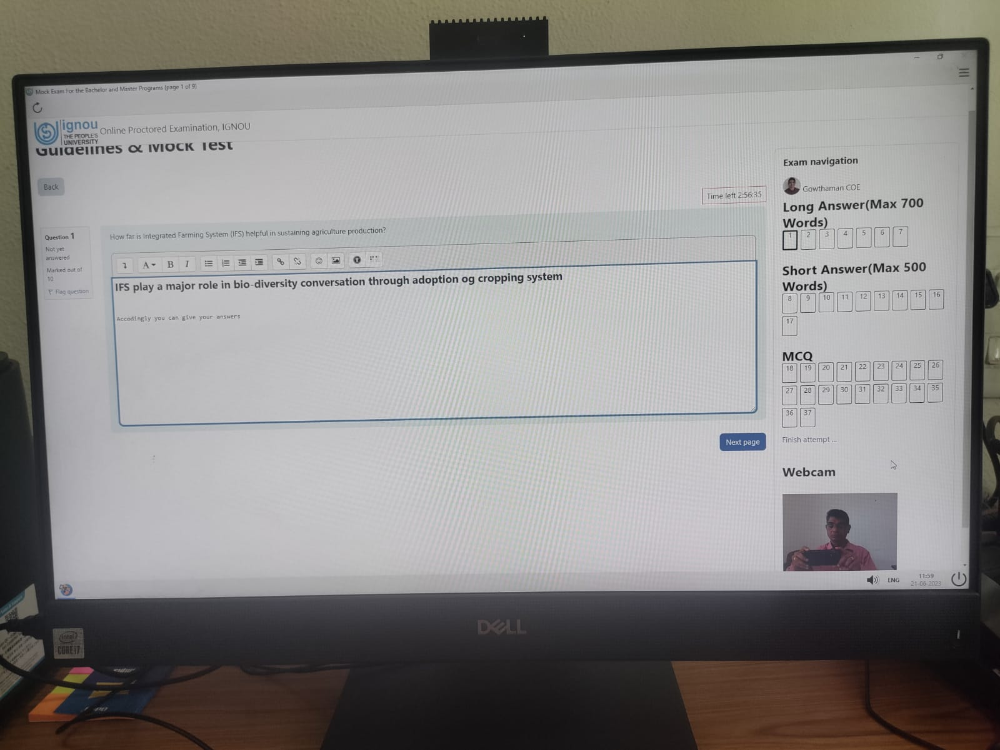 Mock Exam For the Bachelor and Master Programs (page 1 of 9)
ignou
THE PEOPLE'S
UNIVERSITY
Online Proctored Examination, IGNOU
Guidelines & Mock Test
Back
Time left 2:56:35
Question 1
Not yet
answered
Marked out of
10
Flag question
How far is Integrated Farming System (IFS) helpful in sustaining agriculture production?
A B I
IFS play a major role in bio-diversity conversation through adoption og cropping system
Accodingly you can give your answers
Next page
Exam navigation
Gowthaman COE
Long Answer(Max 700
Words)
1 2 3 4 5 6 7
Short Answer(Max 500
Words)
8 9 10 11 12 13 14 15 16
17
MCQ
18 19 20 21 22 23 24 25 26
27 28 29 30 31 32 33 34 35
36 37
Finish attempt ...
Webcam
ENG
11:59
21-06-2023
DELL
intel
CORE i7